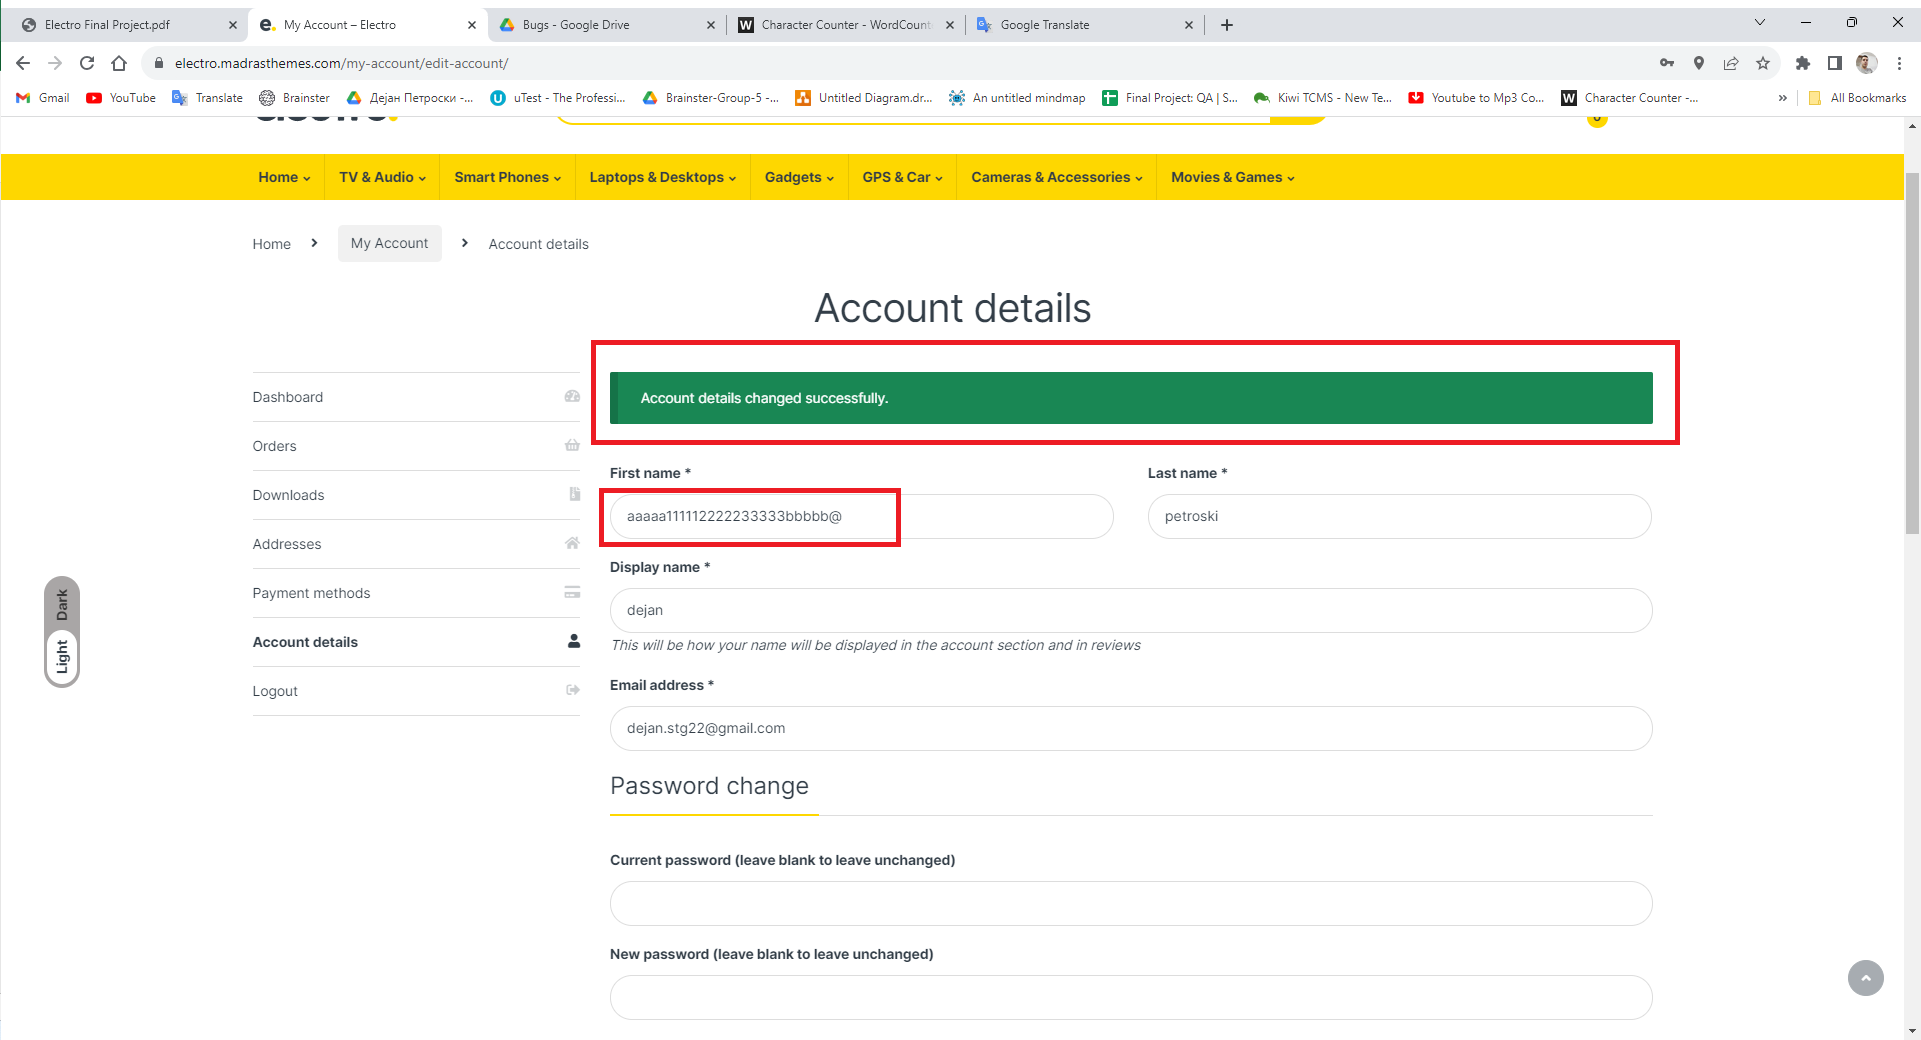 Electro Final Project.pdf
My Account – Electro
Bugs - Google Drive
Character Counter - WordCount
Google Translate
electro.madrasthemes.com/my-account/edit-account/
Gmail
YouTube
Translate
Brainster
Дејан Петроски -...
uTest - The Professi...
Brainster-Group-5 -...
Untitled Diagram.dr...
An untitled mindmap
Final Project: QA | S...
Kiwi TCMS - New Te...
Youtube to Mp3 Co...
Character Counter -...
All Bookmarks
Home
TV & Audio
Smart Phones
Laptops & Desktops
Gadgets
GPS & Car
Cameras & Accessories
Movies & Games
Home
My Account
Account details
Account details
Dashboard
Orders
Downloads
Addresses
Payment methods
Account details
Logout
Dark
Light
Account details changed successfully.
First name *
aaaaa111112222233333bbbbb@
Last name *
petroski
Display name *
dejan
This will be how your name will be displayed in the account section and in reviews
Email address *
dejan.stg22@gmail.com
Password change
Current password (leave blank to leave unchanged)
New password (leave blank to leave unchanged)